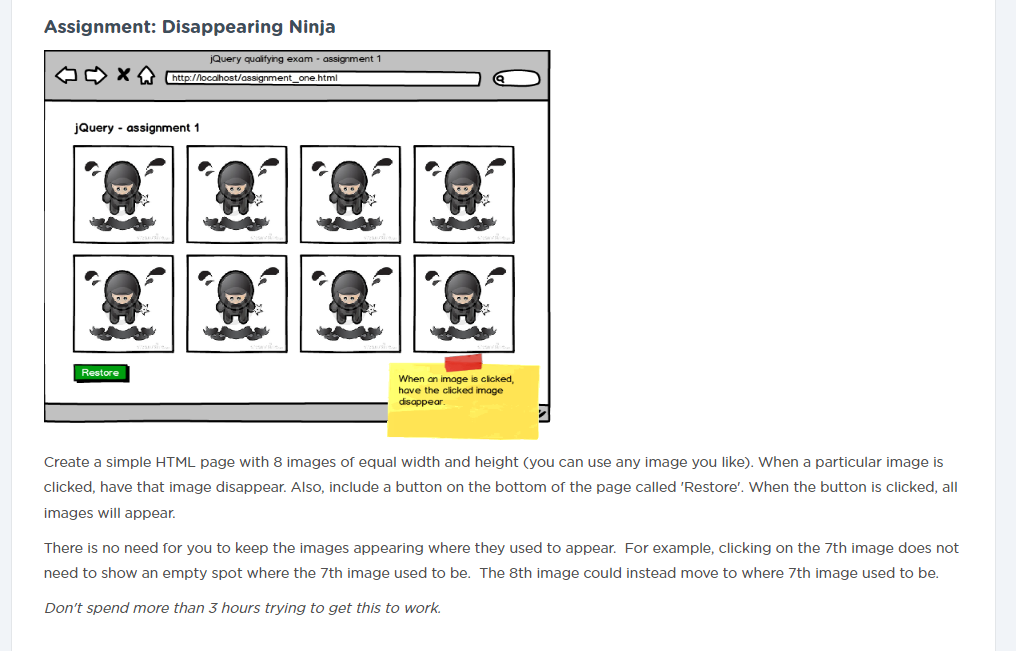 Assignment: Disappearing Ninja
jQuery qualifying exam - assignment 1
http://localhost/assignment_one.html
jQuery - assignment 1
Restore
When an image is clicked,
have the clicked image
disappear.
Create a simple HTML page with 8 images of equal width and height (you can use any image you like). When a particular image is
clicked, have that image disappear. Also, include a button on the bottom of the page called 'Restore'. When the button is clicked, all
images will appear.
There is no need for you to keep the images appearing where they used to appear.  For example, clicking on the 7th image does not
need to show an empty spot where the 7th image used to be.  The 8th image could instead move to where 7th image used to be.
Don't spend more than 3 hours trying to get this to work.